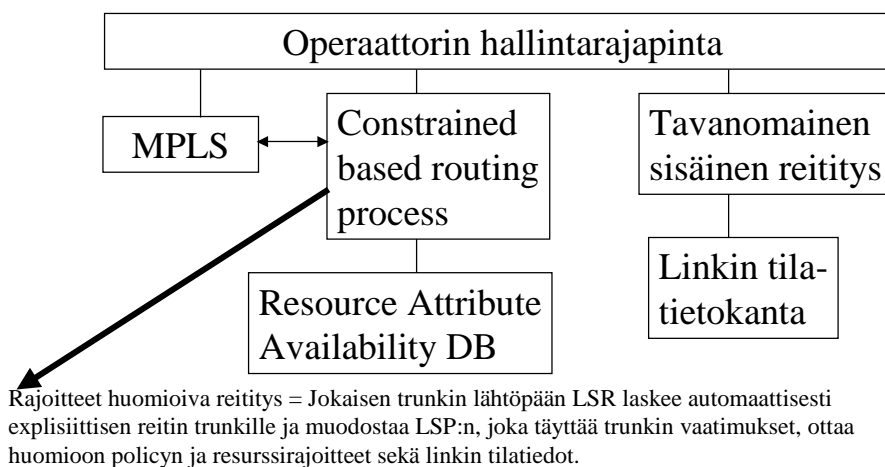 Operaattorin hallintarajapinta
MPLS
Constrained
based routing
process
Tavanomainen
sisäinen reititys
Resource Attribute
Availability DB
Linkin tila-
tietokanta
Rajoitteet huomioiva reititys = Jokaisen trunkin lähtöpään LSR laskee automaattisesti
explisiittisen reitin trunkille ja muodostaa LSP:n, joka täyttää trunkin vaatimukset, ottaa
huomioon policyn ja resurssirajoitteet sekä linkin tilatiedot.